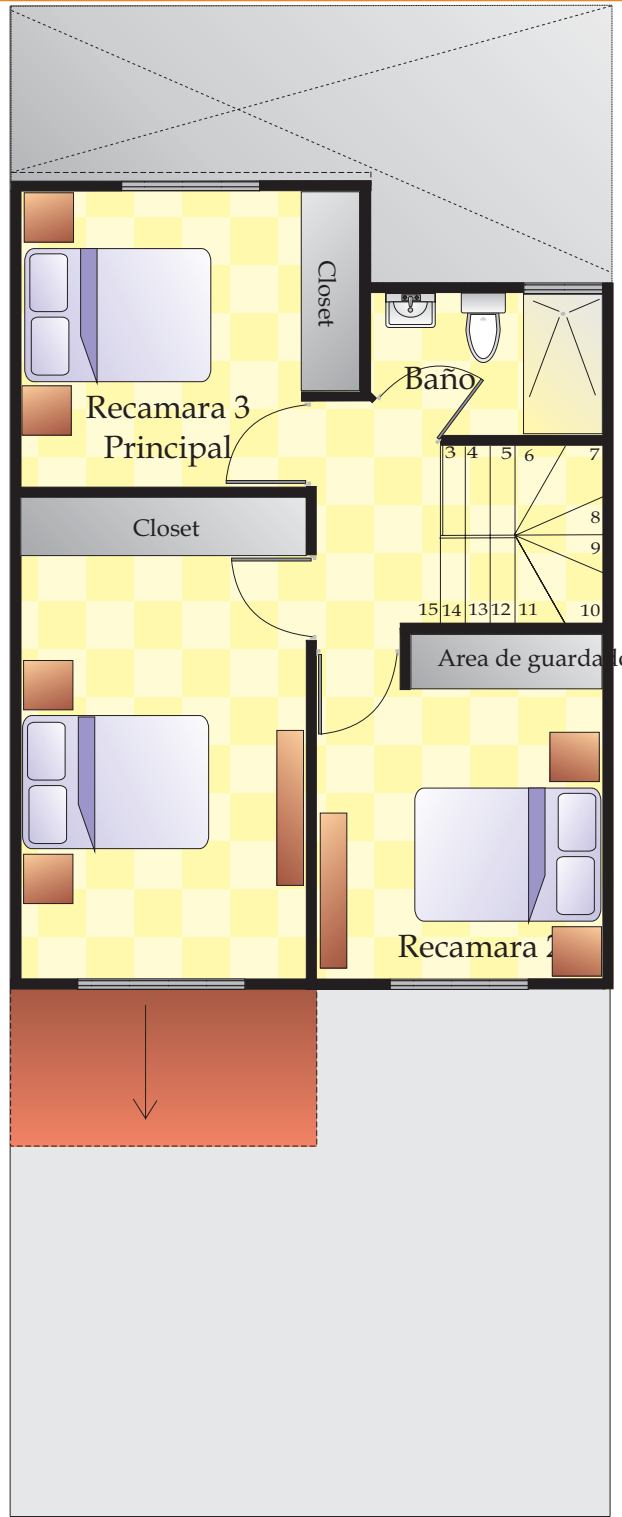 Closet
Baño
Recamara 3
Principal
3 4 5 6 7
8
9
15 14 13 12 11 10
Closet
Area de guardado
Recamara 2